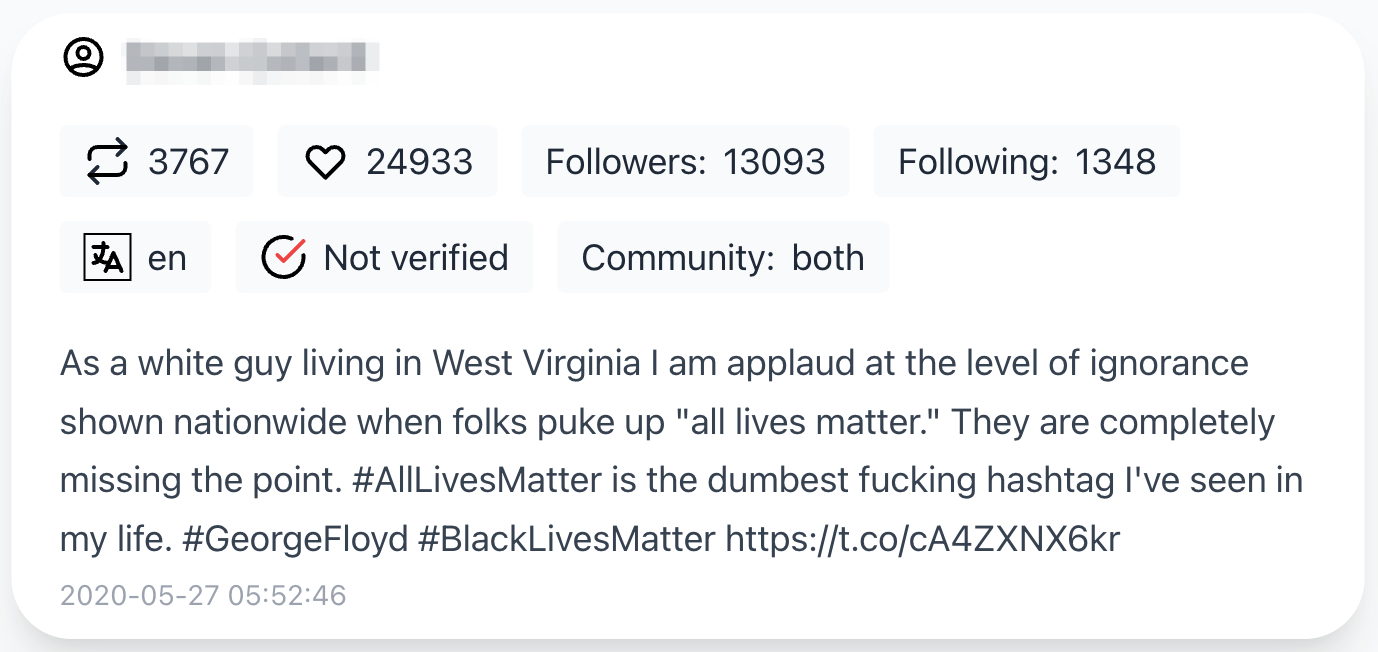 3767 24933 Followers: 13093 Following: 1348
en Not verified Community: both
As a white guy living in West Virginia I am applaud at the level of ignorance
shown nationwide when folks puke up "all lives matter." They are completely
missing the point. #AllLivesMatter is the dumbest fucking hashtag I've seen in
my life. #GeorgeFloyd #BlackLivesMatter https://t.co/cA4ZXNX6kr
2020-05-27 05:52:46